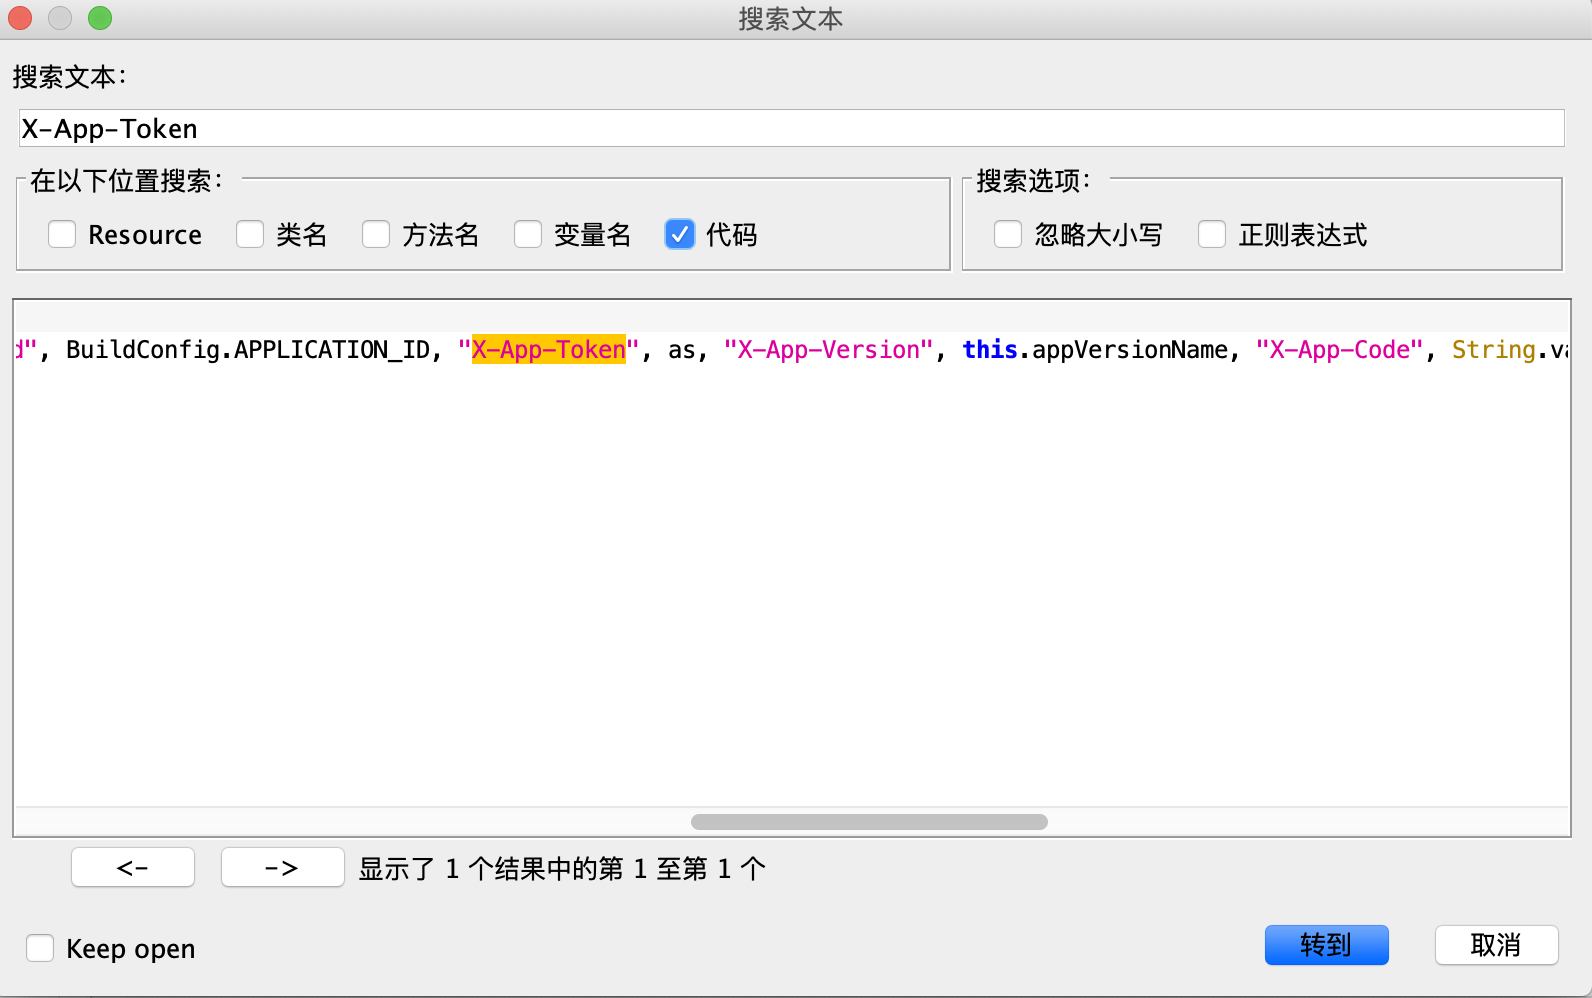 搜索文本
搜索文本：
X-App-Token
在以下位置搜索：
Resource 类名 方法名 变量名 代码
搜索选项：
忽略大小写 正则表达式
", BuildConfig.APPLICATION_ID, "X-App-Token", as, "X-App-Version", this.appVersionName, "X-App-Code", String.v
<- -> 显示了 1 个结果中的第 1 至第 1 个
Keep open
转到 取消